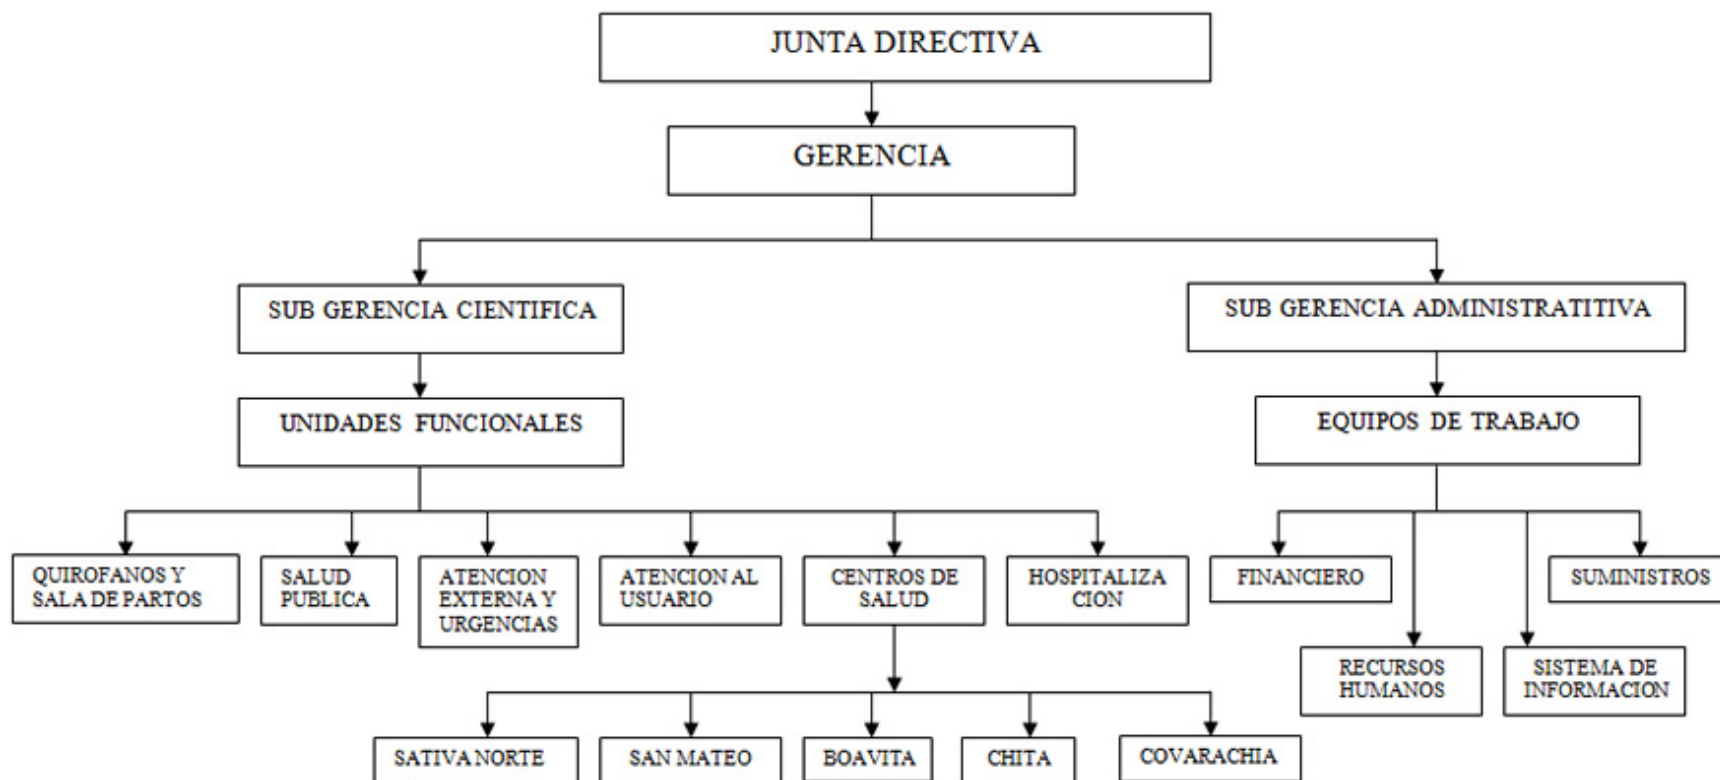 JUNTA DIRECTIVA
GERENCIA
SUB GERENCIA CIENTIFICA
SUB GERENCIA ADMINISTRATITIVA
UNIDADES FUNCIONALES
EQUIPOS DE TRABAJO
QUIROFANOS Y
SALA DE PARTOS
SALUD
PUBLICA
ATENCION
EXTERNA Y
URGENCIAS
ATENCION AL
USUARIO
CENTROS DE
SALUD
HOSPITALIZA
CION
FINANCIERO
SUMINISTROS
RECURSOS
HUMANOS
SISTEMA DE
INFORMACION
SATIVA NORTE
SAN MATEO
BOAVITA
CHITA
COVARACHIA